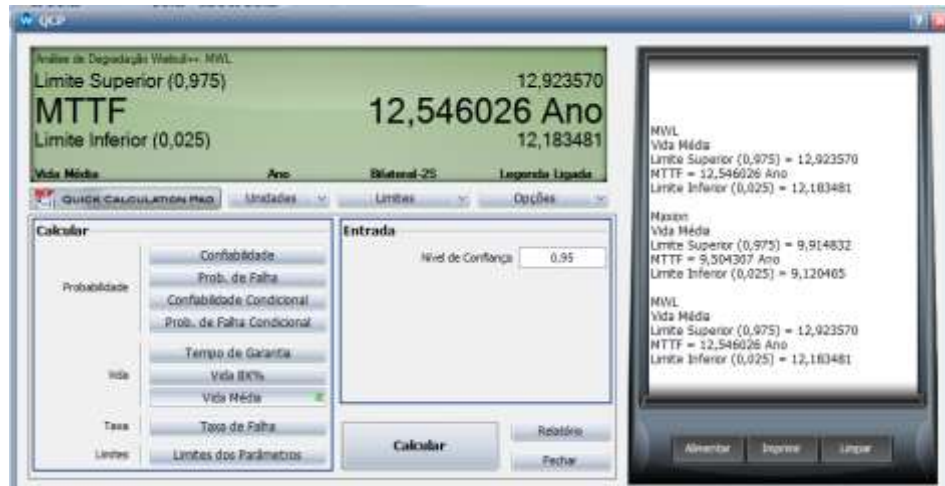 QCP
Análise de Degradação Weibull++ MWL
Limite Superior (0,975) 12,923570
MTTF 12,546026 Ano
Limite Inferior (0,025) 12,183481
Vida Média Ano Bilateral-2S Legenda Ligada
QUICK CALCULATION PAD Unidades Limites Opções
Calcular
Probabilidade
Confiabilidade
Prob. de Falha
Confiabilidade Condicional
Prob. de Falha Condicional
Vida
Tempo de Garantia
Vida BX%
Vida Média
Taxa
Taxa de Falha
Limites
Limites dos Parâmetros
Entrada
Nível de Confiança 0,95
Calcular
Relatório
Fechar
MWL
Vida Média
Limite Superior (0,975) = 12,923570
MTTF = 12,546026 Ano
Limite Inferior (0,025) = 12,183481
Maxion
Vida Média
Limite Superior (0,975) = 9,914832
MTTF = 9,504307 Ano
Limite Inferior (0,025) = 9,120465
MWL
Vida Média
Limite Superior (0,975) = 12,923570
MTTF = 12,546026 Ano
Limite Inferior (0,025) = 12,183481
Alimentar Imprimir Limpar